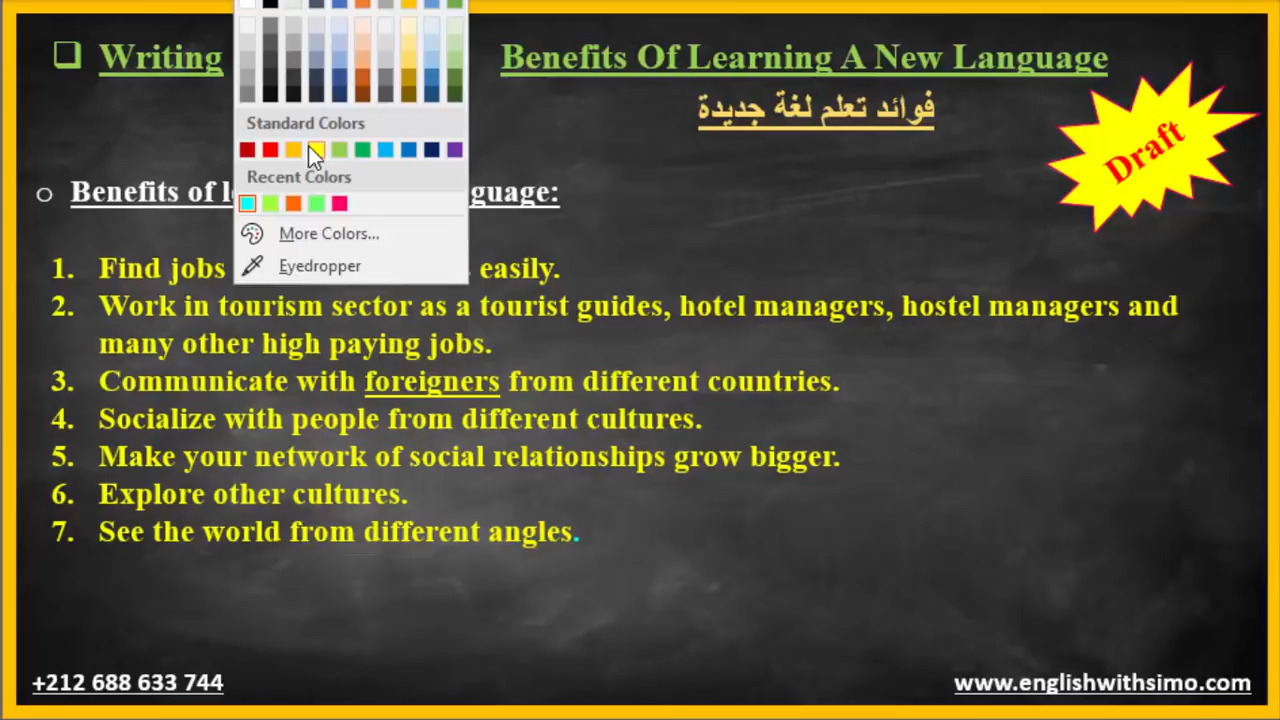 Writing Benefits Of Learning A New Language
فوائد تعلم لغة جديدة
Draft
Standard Colors
Recent Colors
More Colors...
Eyedropper
Benefits of guage:
1. Find jobs easily.
2. Work in tourism sector as a tourist guides, hotel managers, hostel managers and
many other high paying jobs.
3. Communicate with foreigners from different countries.
4. Socialize with people from different cultures.
5. Make your network of social relationships grow bigger.
6. Explore other cultures.
7. See the world from different angles.
+212 688 633 744
www.englishwithsimo.com